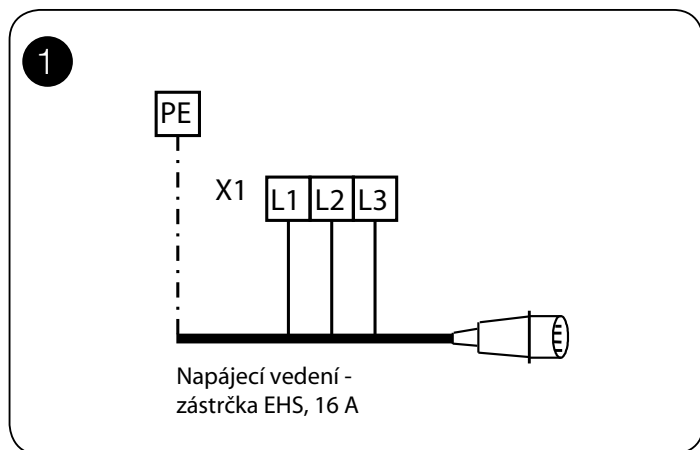 1
PE
X1 L1 L2 L3
Napájecí vedení -
zástrčka EHS, 16 A